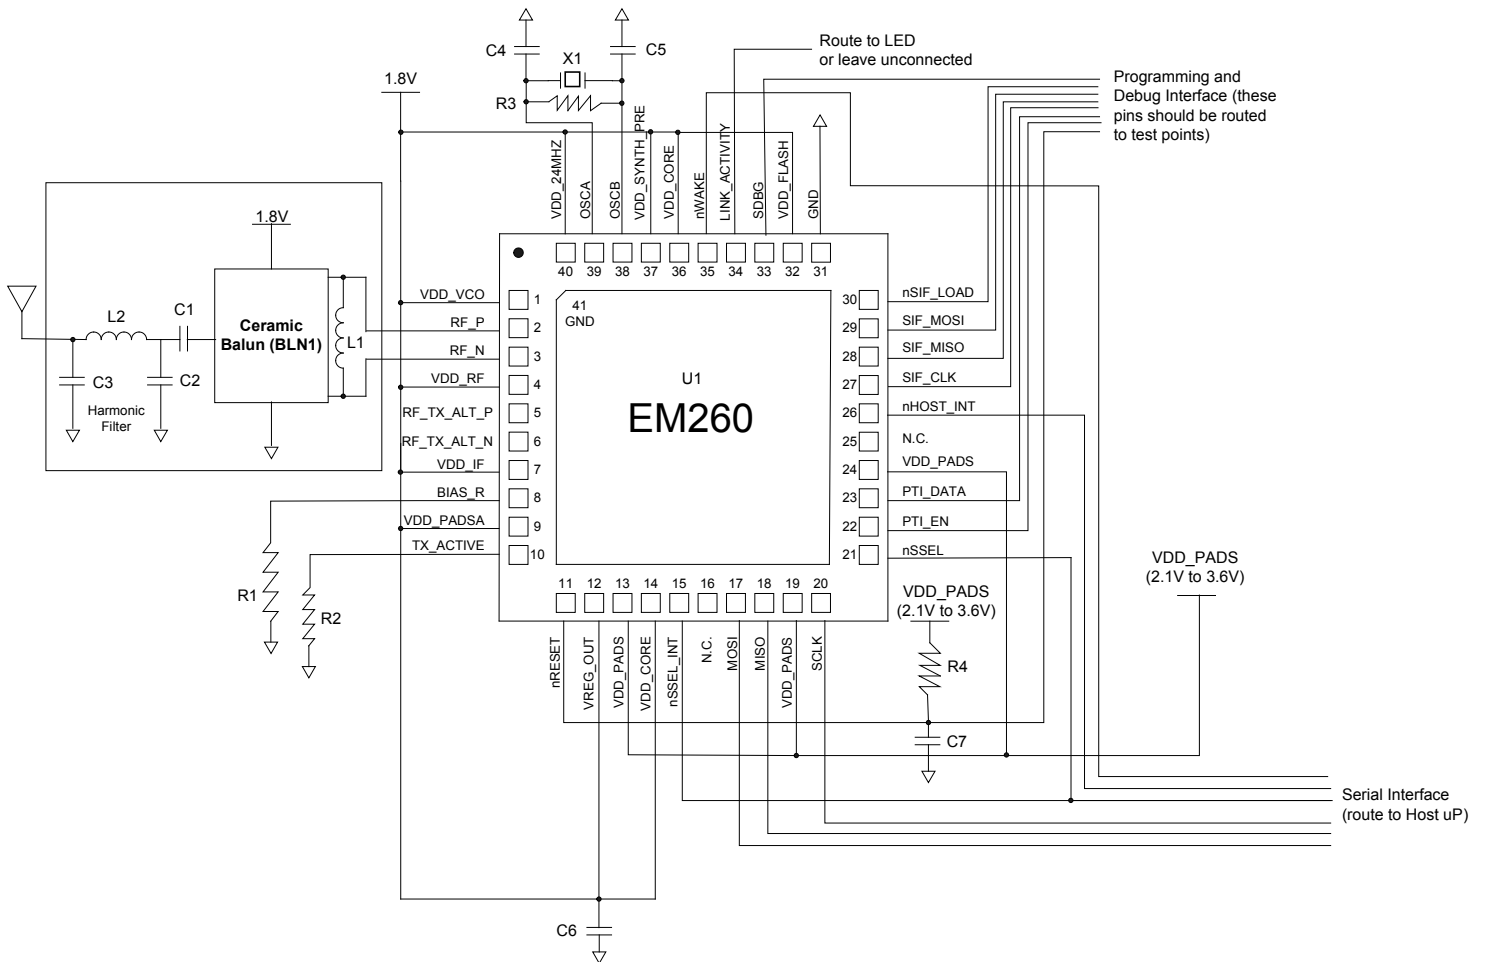 C4
C5
X1
R3
1.8V
Route to LED
or leave unconnected
Programming and
Debug Interface (these
pins should be routed
to test points)
VDD_24MHZ
OSCA
OSCB
VDD_SYNTH_PRE
VDD_CORE
nWAKE
LINK_ACTIVITY
SDBG
VDD_FLASH
GND
40
39
38
37
36
35
34
33
32
31
1.8V
Ceramic
Balun (BLN1)
L1
L2
C1
C3
C2
Harmonic
Filter
VDD_VCO
1
RF_P
2
RF_N
3
VDD_RF
4
RF_TX_ALT_P
5
RF_TX_ALT_N
6
VDD_IF
7
BIAS_R
8
VDD_PADSA
9
TX_ACTIVE
10
41
GND
U1
EM260
30
nSIF_LOAD
29
SIF_MOSI
28
SIF_MISO
27
SIF_CLK
26
nHOST_INT
25
N.C.
24
VDD_PADS
23
PTI_DATA
22
PTI_EN
21
nSSEL
11
12
13
14
15
16
17
18
19
20
nRESET
VREG_OUT
VDD_PADS
VDD_CORE
nSSEL_INT
N.C.
MOSI
MISO
VDD_PADS
SCLK
R1
R2
VDD_PADS
(2.1V to 3.6V)
R4
C7
VDD_PADS
(2.1V to 3.6V)
Serial Interface
(route to Host uP)
C6